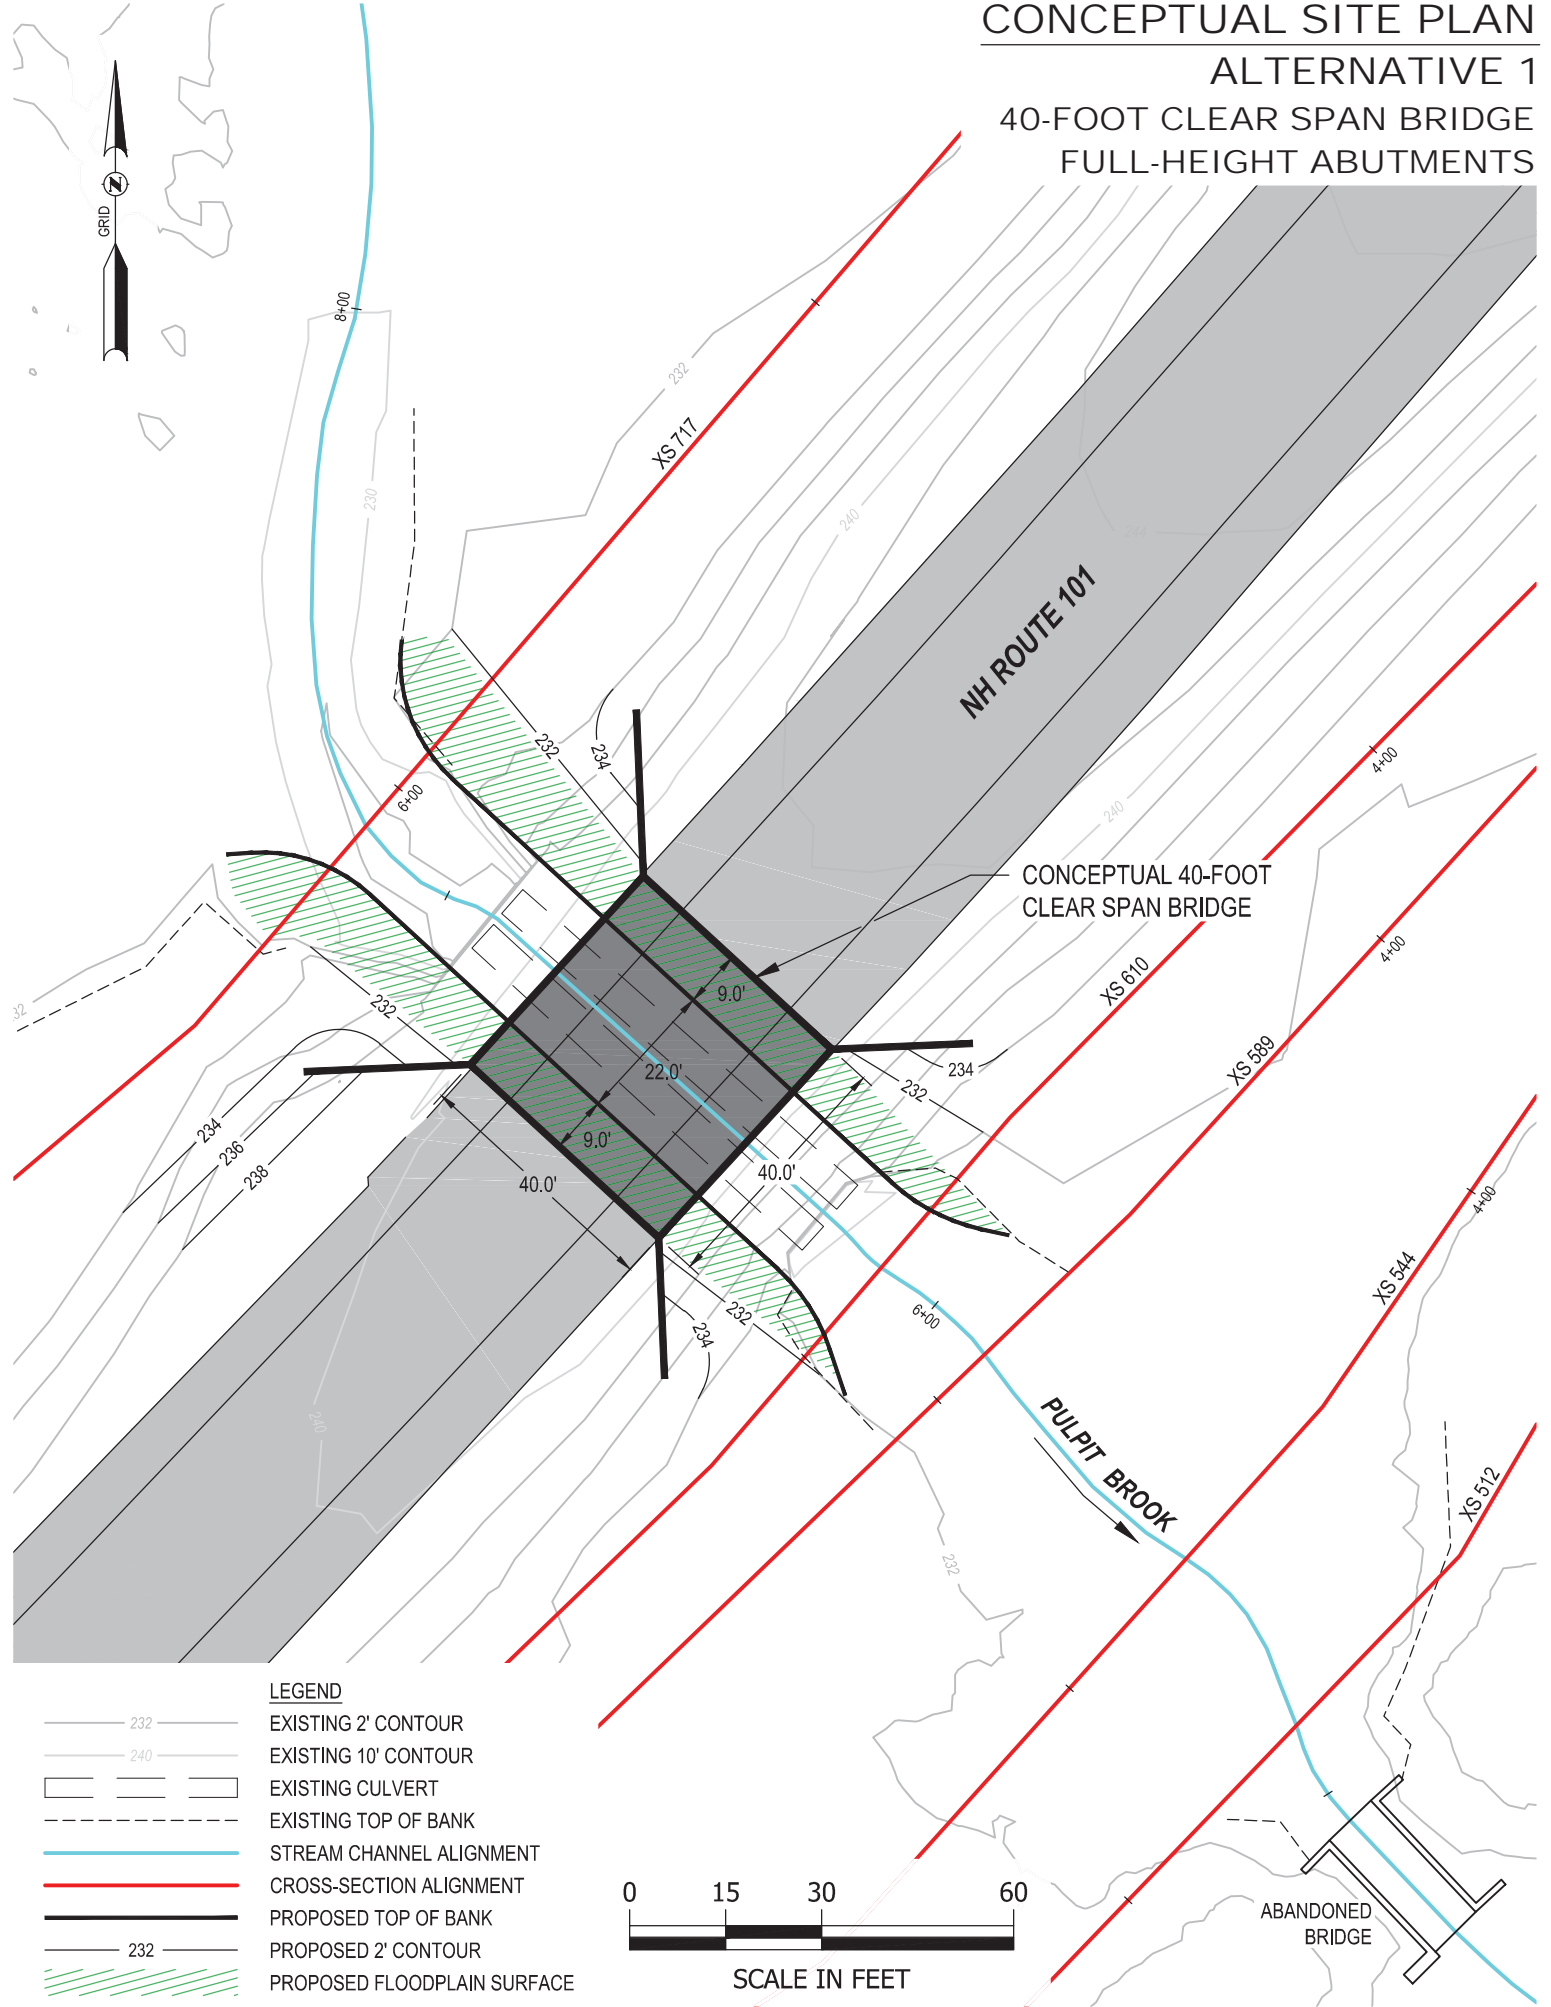 CONCEPTUAL SITE PLAN
ALTERNATIVE 1
40-FOOT CLEAR SPAN BRIDGE
FULL-HEIGHT ABUTMENTS
N
GRID
8+00
232
XS 717
230
240
244
NH ROUTE 101
232
234
6+00
4+00
240
CONCEPTUAL 40-FOOT
CLEAR SPAN BRIDGE
4+00
XS 610
9.0'
232
32
XS 589
234
232
22.0'
234
236
238
9.0'
40.0'
40.0'
4+00
XS 544
6+00
232
234
240
PULPIT BROOK
XS 512
232
LEGEND
232 EXISTING 2' CONTOUR
240 EXISTING 10' CONTOUR
EXISTING CULVERT
EXISTING TOP OF BANK
STREAM CHANNEL ALIGNMENT
CROSS-SECTION ALIGNMENT
PROPOSED TOP OF BANK
232 PROPOSED 2' CONTOUR
PROPOSED FLOODPLAIN SURFACE
0 15 30 60
SCALE IN FEET
ABANDONED
BRIDGE